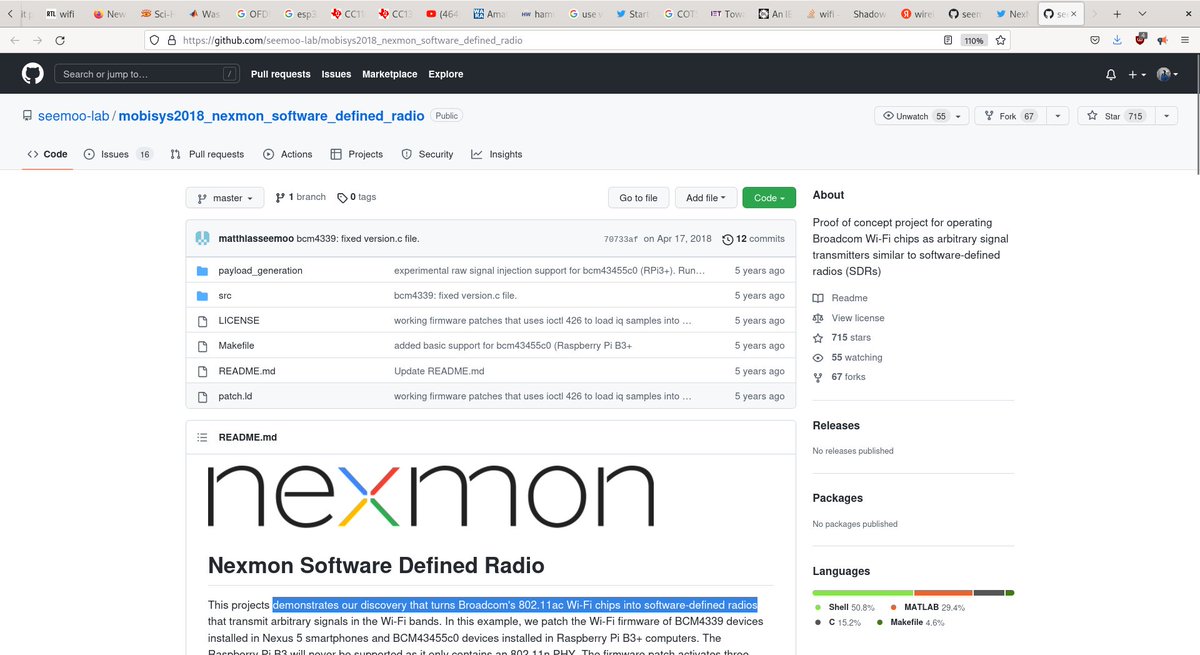 it p
RTL wifi
New
Sci-F
Was
OFD
esp3
CC11
CC13
(464
Ama
HW ham
use v
Start
COT
IET Tow
An IE
wifi
Shadow
wirel
seem
Nex
se
https://github.com/seemoo-lab/mobisys2018_nexmon_software_defined_radio
110%
Search or jump to… /
Pull requests Issues Marketplace Explore
seemoo-lab / mobisys2018_nexmon_software_defined_radio Public
Unwatch 55 Fork 67 Star 715
Code Issues 16 Pull requests Actions Projects Security Insights
master 1 branch 0 tags
Go to file Add file Code
matthiasseemoo bcm4339: fixed version.c file. 70733af on Apr 17, 2018 12 commits
payload_generation experimental raw signal injection support for bcm43455c0 (RPi3+). Run… 5 years ago
src bcm4339: fixed version.c file. 5 years ago
LICENSE working firmware patches that uses ioctl 426 to load iq samples into … 5 years ago
Makefile added basic support for bcm43455c0 (Raspberry Pi B3+ 5 years ago
README.md Update README.md 5 years ago
patch.ld working firmware patches that uses ioctl 426 to load iq samples into … 5 years ago
README.md
nexmon
Nexmon Software Defined Radio
This projects demonstrates our discovery that turns Broadcom's 802.11ac Wi-Fi chips into software-defined radios
that transmit arbitrary signals in the Wi-Fi bands. In this example, we patch the Wi-Fi firmware of BCM4339 devices
installed in Nexus 5 smartphones and BCM43455c0 devices installed in Raspberry Pi B3+ computers. The
Raspberry Pi B3 will never be supported as it only contains an 802.11n PHY. The firmware patch activates three
About
Proof of concept project for operating
Broadcom Wi-Fi chips as arbitrary signal
transmitters similar to software-defined
radios (SDRs)
Readme
View license
715 stars
55 watching
67 forks
Releases
No releases published
Packages
No packages published
Languages
Shell 50.8% MATLAB 29.4%
C 15.2% Makefile 4.6%